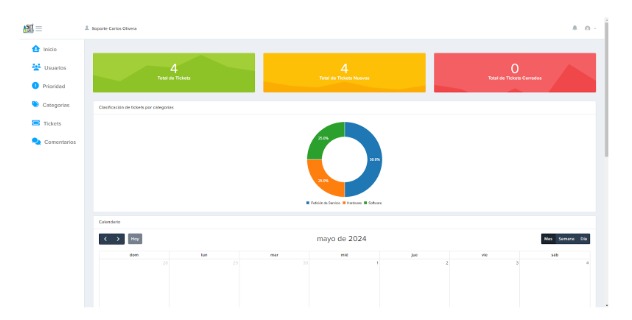 Soporte Carlos Olivera
Inicio
Usuarios
Prioridad
Categorías
Tickets
Comentarios
4
Total de Tickets
4
Total de Tickets Nuevos
0
Total de Tickets Cerrados
Clasificación de tickets por categorías
25.0%
50.0%
25.0%
Petición de Servicio Hardware Software
Calendario
Hoy
mayo de 2024
Mes Semana Día
dom lun mar mié jue vie sáb
28 29 30 1 2 3 4